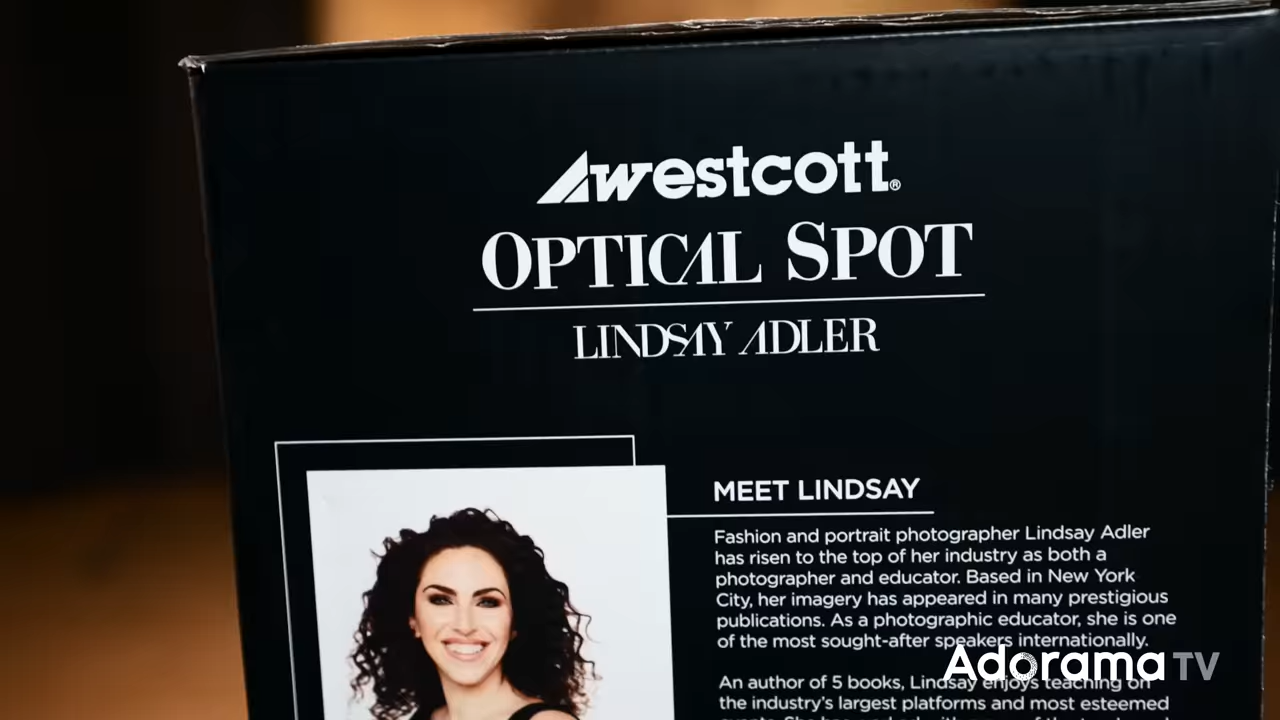 westcott®
OPTICAL SPOT
LINDSAY ADLER
MEET LINDSAY
Fashion and portrait photographer Lindsay Adler
has risen to the top of her industry as both a
photographer and educator. Based in New York
City, her imagery has appeared in many prestigious
publications. As a photographic educator, she is one
of the most sought-after speakers internationally.
An author of 5 books, Lindsay enjoys teaching on
the industry's largest platforms and most esteemed
Adorama TV